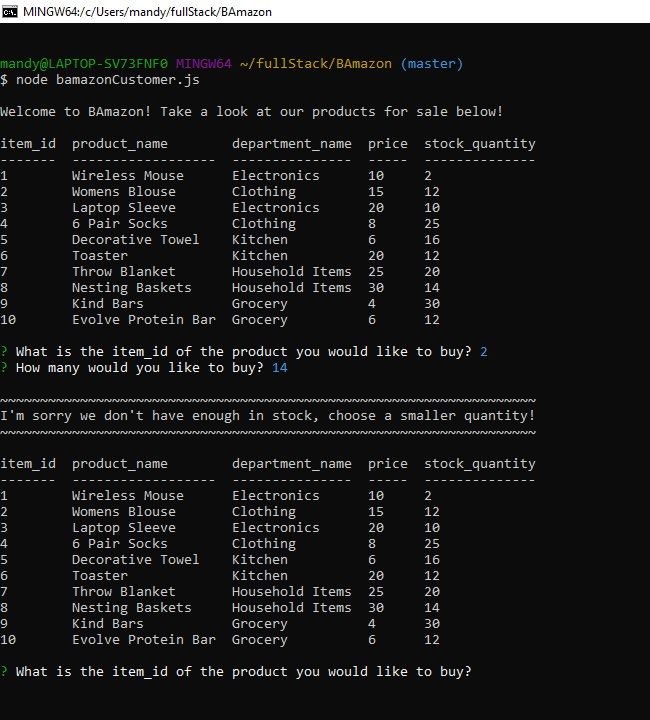 MINGW64:/c/Users/mandy/fullStack/BAmazon
mandy@LAPTOP-SV73FNF0 MINGW64 ~/fullStack/BAmazon (master)
$ node bamazonCustomer.js
Welcome to BAmazon! Take a look at our products for sale below!
item_id  product_name        department_name  price  stock_quantity
-------  ------------------  ---------------  -----  --------------
1        Wireless Mouse      Electronics      10     2
2        Womens Blouse       Clothing         15     12
3        Laptop Sleeve       Electronics      20     10
4        6 Pair Socks        Clothing         8      25
5        Decorative Towel    Kitchen          6      16
6        Toaster             Kitchen          20     12
7        Throw Blanket       Household Items  25     20
8        Nesting Baskets     Household Items  30     14
9        Kind Bars           Grocery          4      30
10       Evolve Protein Bar  Grocery          6      12
? What is the item_id of the product you would like to buy? 2
? How many would you like to buy? 14
~~~~~~~~~~~~~~~~~~~~~~~~~~~~~~~~~~~~~~~~~~~~~~~~~~~~~~~~~~~~~~~~~~~
I'm sorry we don't have enough in stock, choose a smaller quantity!
~~~~~~~~~~~~~~~~~~~~~~~~~~~~~~~~~~~~~~~~~~~~~~~~~~~~~~~~~~~~~~~~~~~
item_id  product_name        department_name  price  stock_quantity
-------  ------------------  ---------------  -----  --------------
1        Wireless Mouse      Electronics      10     2
2        Womens Blouse       Clothing         15     12
3        Laptop Sleeve       Electronics      20     10
4        6 Pair Socks        Clothing         8      25
5        Decorative Towel    Kitchen          6      16
6        Toaster             Kitchen          20     12
7        Throw Blanket       Household Items  25     20
8        Nesting Baskets     Household Items  30     14
9        Kind Bars           Grocery          4      30
10       Evolve Protein Bar  Grocery          6      12
? What is the item_id of the product you would like to buy?